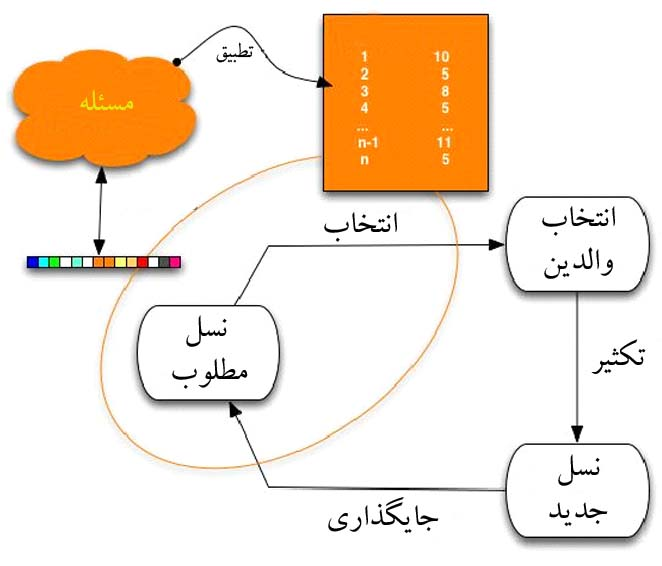 مسئله
تطبیق
1 10
2 5
3 8
4 5
... ...
n-1 11
n 5
انتخاب
انتخاب
والدین
نسل
مطلوب
تکثیر
نسل
جدید
جایگذاری